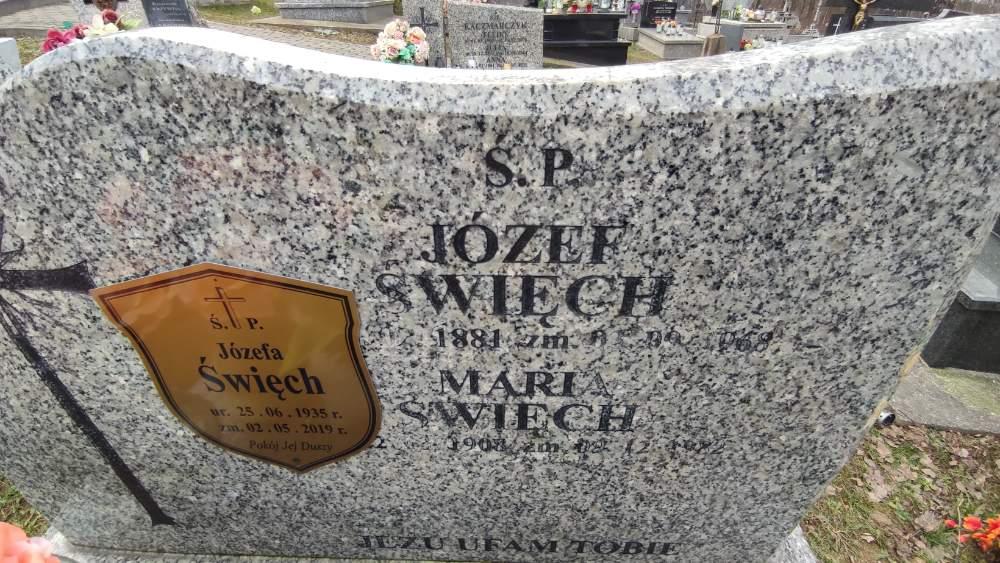 KACZMARCZYK
Ś. P.
JÓZEF
ŚWIĘCH
1881 zm.
MARIA
ŚWIĘCH
1908 zm.
JEZU UFAM TOBIE
Ś. P.
Józefa
Święch
ur. 25.06.1935 r.
zm. 02.05.2019 r.
Pokój Jej Duszy